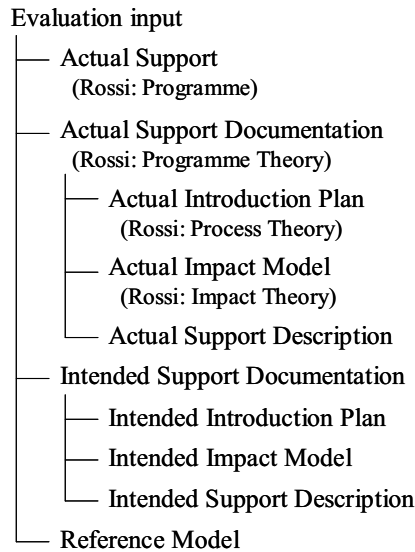 Evaluation input
Actual Support
(Rossi: Programme)
Actual Support Documentation
(Rossi: Programme Theory)
Actual Introduction Plan
(Rossi: Process Theory)
Actual Impact Model
(Rossi: Impact Theory)
Actual Support Description
Intended Support Documentation
Intended Introduction Plan
Intended Impact Model
Intended Support Description
Reference Model